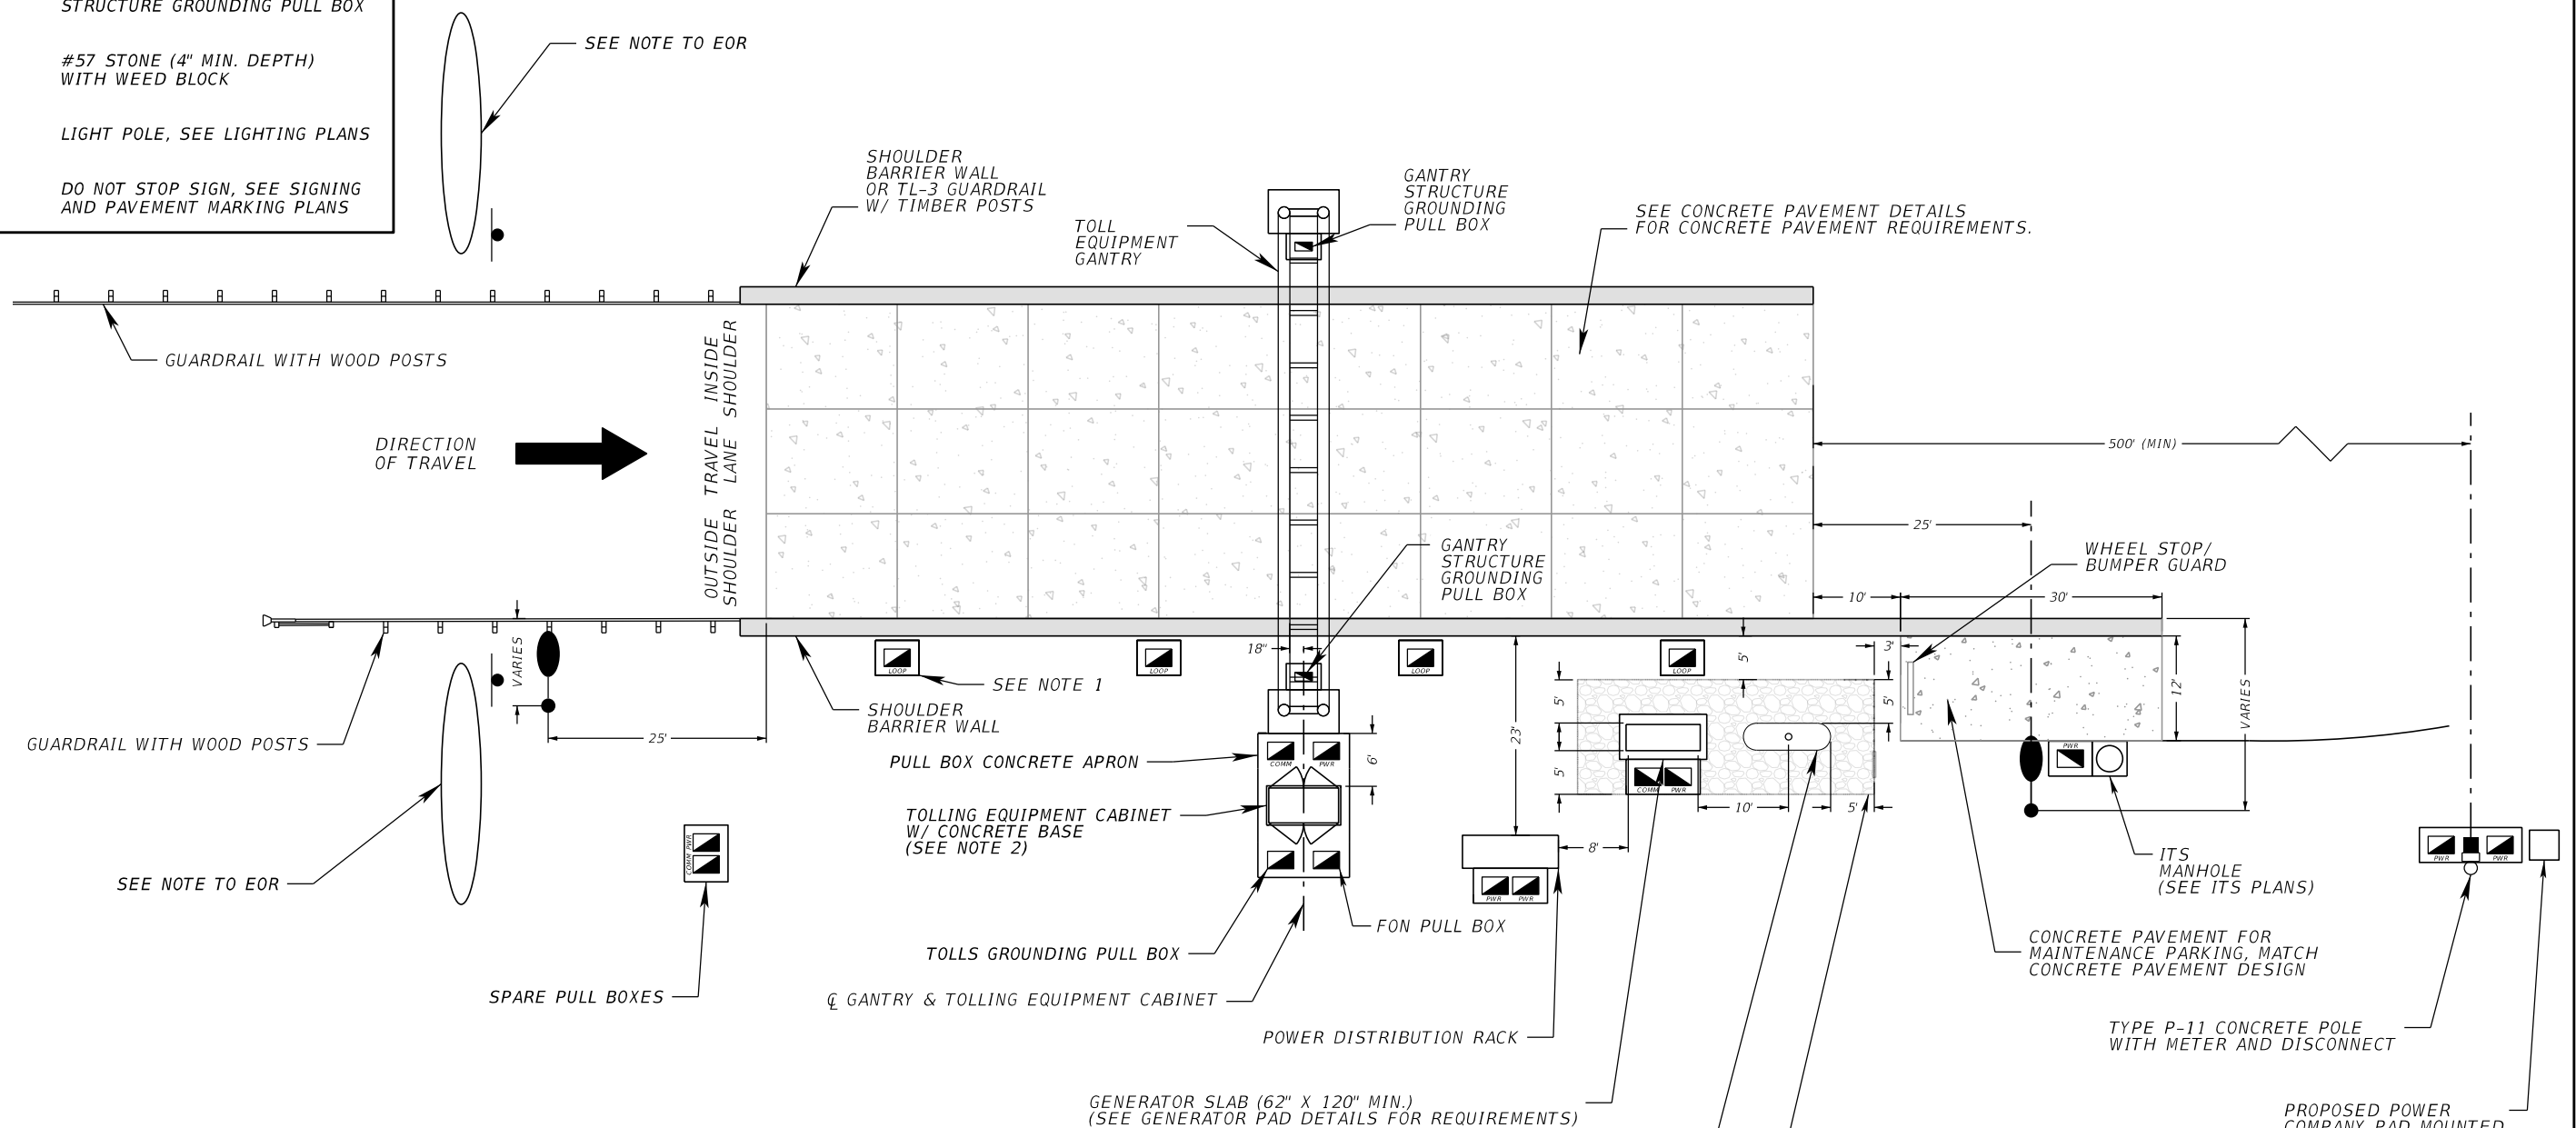 STRUCTURE GROUNDING PULL BOX
#57 STONE (4" MIN. DEPTH)
WITH WEED BLOCK
LIGHT POLE, SEE LIGHTING PLANS
DO NOT STOP SIGN, SEE SIGNING
AND PAVEMENT MARKING PLANS
SEE NOTE TO EOR
SHOULDER
BARRIER WALL
OR TL-3 GUARDRAIL
W/ TIMBER POSTS
TOLL
EQUIPMENT
GANTRY
GANTRY
STRUCTURE
GROUNDING
PULL BOX
SEE CONCRETE PAVEMENT DETAILS
FOR CONCRETE PAVEMENT REQUIREMENTS.
GUARDRAIL WITH WOOD POSTS
INSIDE
SHOULDER
TRAVEL
LANE
OUTSIDE
SHOULDER
DIRECTION
OF TRAVEL
500' (MIN)
25'
GANTRY
STRUCTURE
GROUNDING
PULL BOX
WHEEL STOP/
BUMPER GUARD
10'
30'
VARIES
18"
5'
3'
LOOP
LOOP
LOOP
LOOP
SEE NOTE 1
SHOULDER
BARRIER WALL
25'
GUARDRAIL WITH WOOD POSTS
23'
5'
5'
5'
12'
VARIES
PULL BOX CONCRETE APRON
COMM
PWR
6'
TOLLING EQUIPMENT CABINET
W/ CONCRETE BASE
(SEE NOTE 2)
COMM
PWR
10'
5'
PWR
8'
COMM
PWR
SEE NOTE TO EOR
PWR
PWR
PWR
PWR
ITS
MANHOLE
(SEE ITS PLANS)
FON PULL BOX
TOLLS GROUNDING PULL BOX
CONCRETE PAVEMENT FOR
MAINTENANCE PARKING, MATCH
CONCRETE PAVEMENT DESIGN
SPARE PULL BOXES
℄ GANTRY & TOLLING EQUIPMENT CABINET
POWER DISTRIBUTION RACK
TYPE P-11 CONCRETE POLE
WITH METER AND DISCONNECT
GENERATOR SLAB (62" X 120" MIN.)
(SEE GENERATOR PAD DETAILS FOR REQUIREMENTS)
PROPOSED POWER
COMPANY PAD MOUNTED